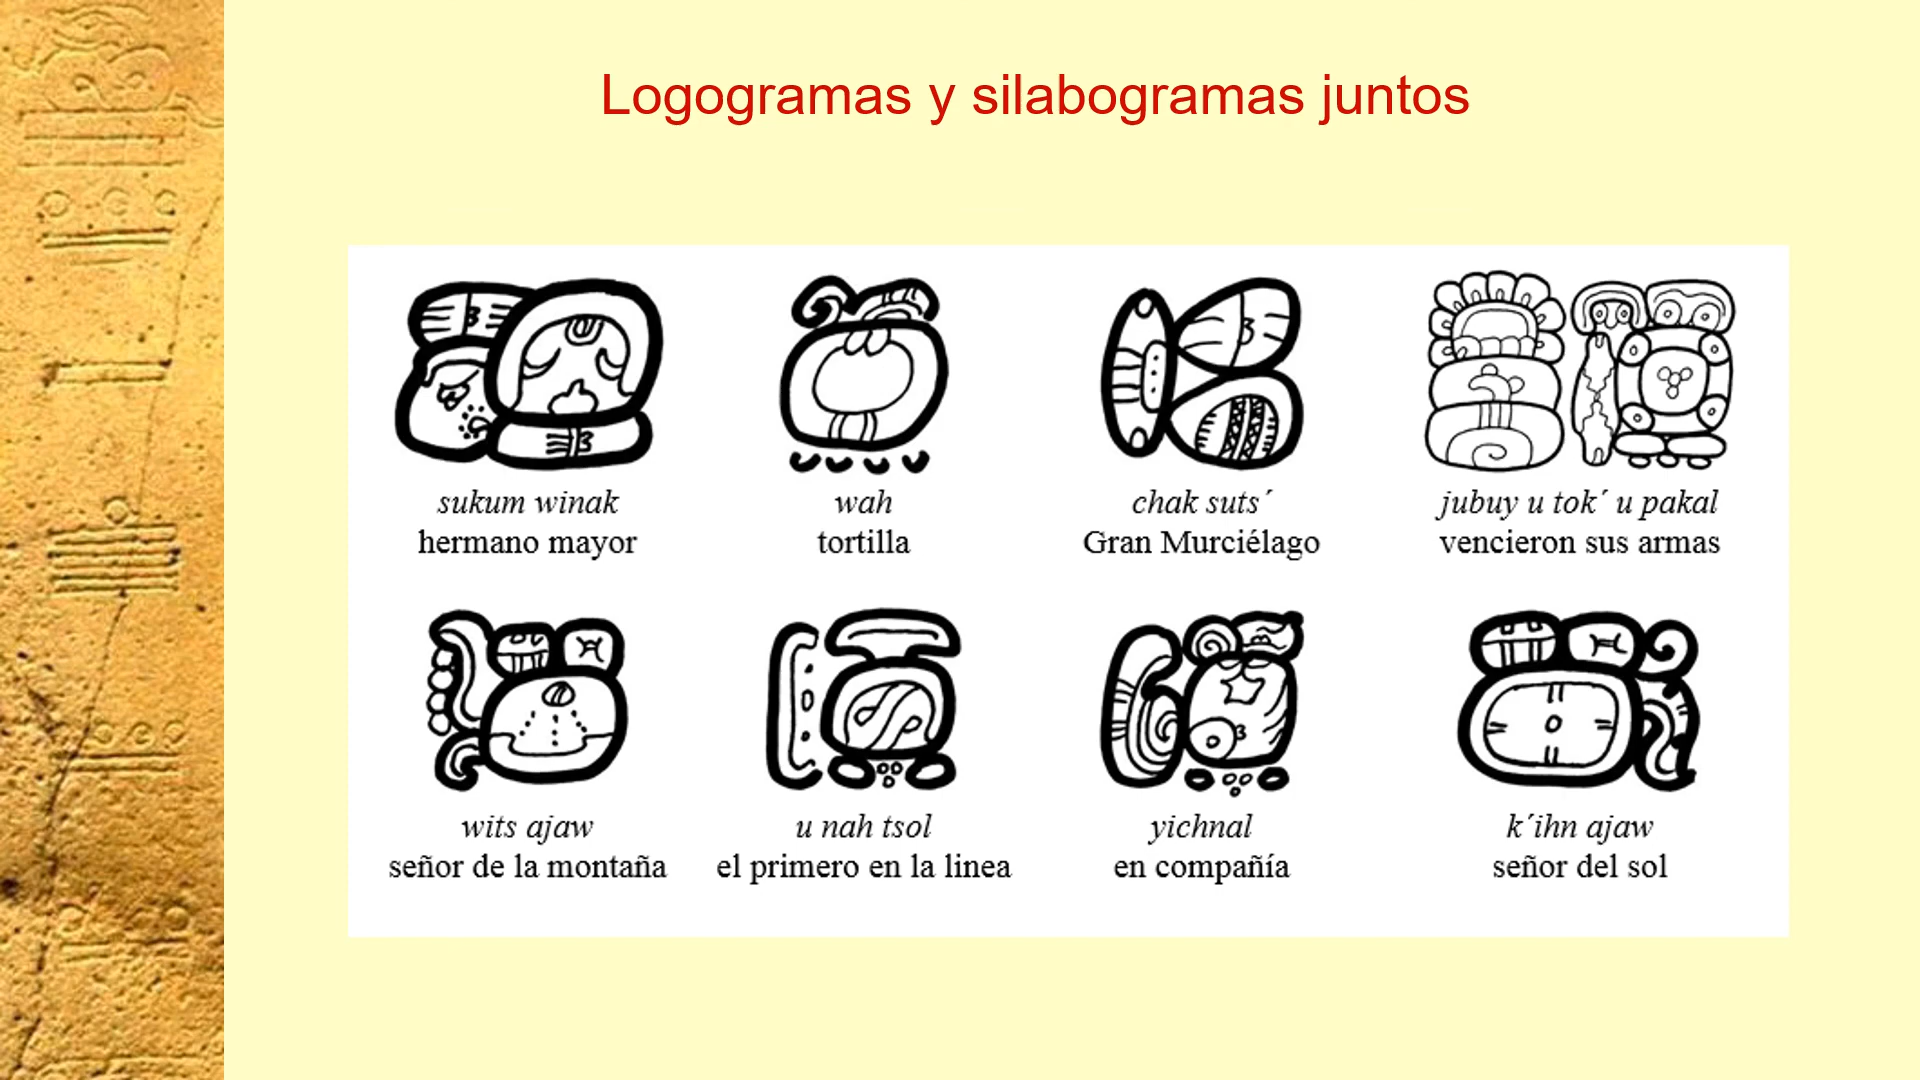 Logogramas y silabogramas juntos
sukum winak
hermano mayor
wah
tortilla
chak suts´
Gran Murciélago
jubuy u tok´ u pakal
vencieron sus armas
wits ajaw
señor de la montaña
u nah tsol
el primero en la linea
yichnal
en compañía
k´ihn ajaw
señor del sol